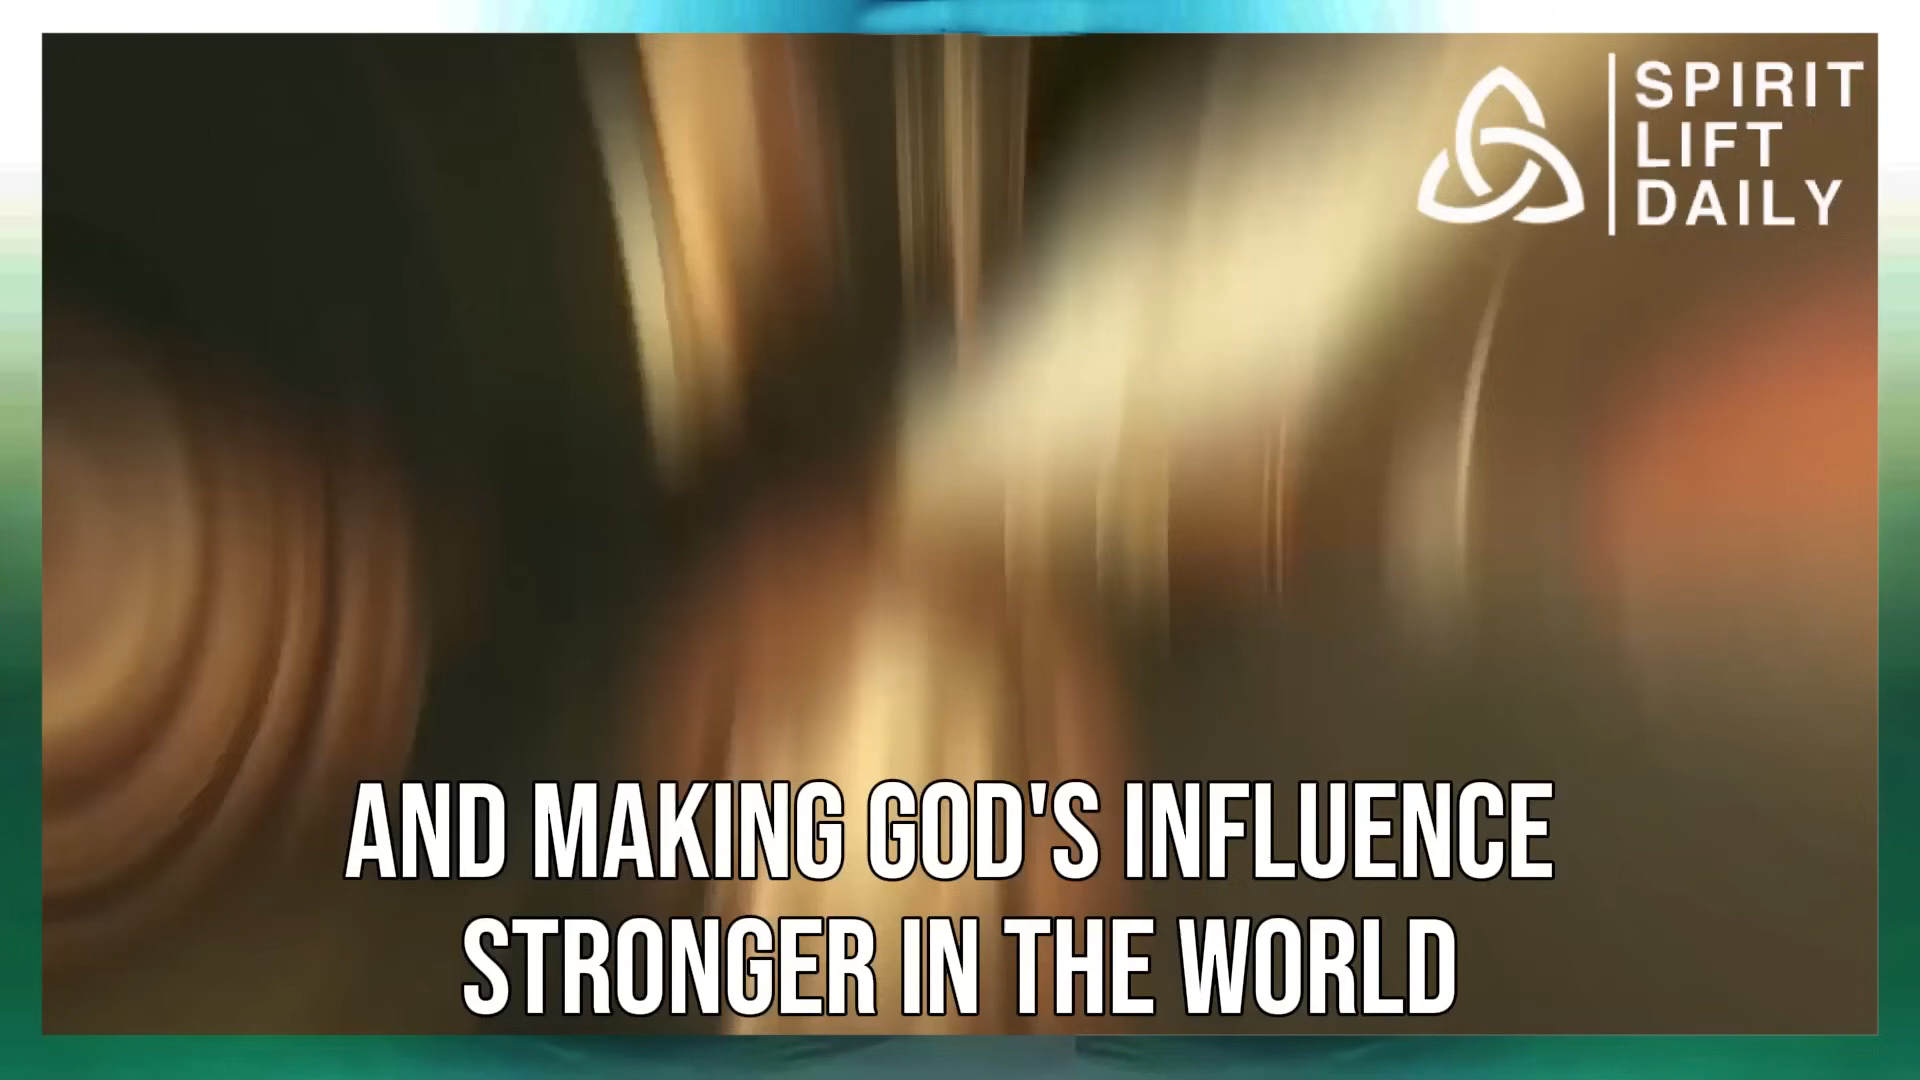 SPIRIT
LIFT
DAILY
AND MAKING GOD'S INFLUENCE
STRONGER IN THE WORLD